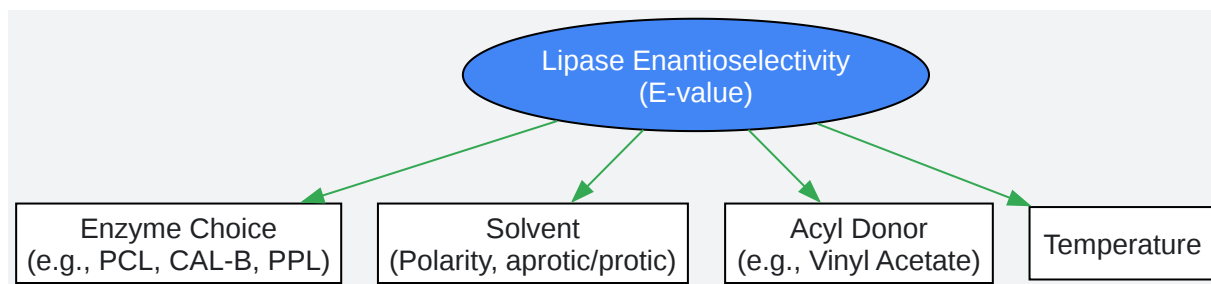 Lipase Enantioselectivity
(E-value)
Enzyme Choice
(e.g., PCL, CAL-B, PPL)
Solvent
(Polarity, aprotic/protic)
Acyl Donor
(e.g., Vinyl Acetate)
Temperature